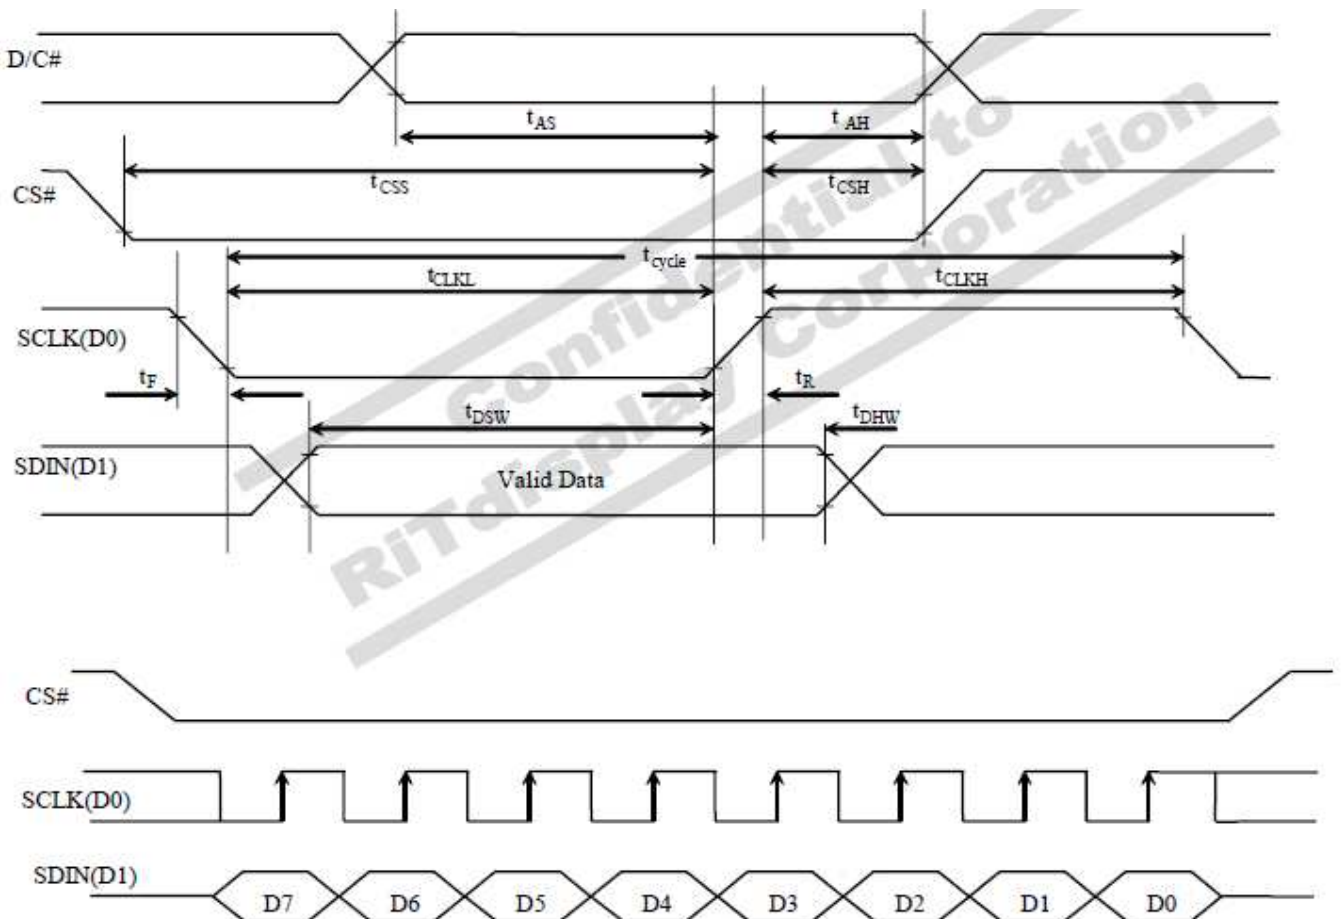 D/C#
tAS
tAH
CS#
tCSS
tCSH
tcycle
tCLKL
tCLKH
SCLK(D0)
tF
tR
tDSW
tDHW
SDIN(D1)
Valid Data
Confidential to
RiTdisplay Corporation
CS#
SCLK(D0)
SDIN(D1)
D7 D6 D5 D4 D3 D2 D1 D0